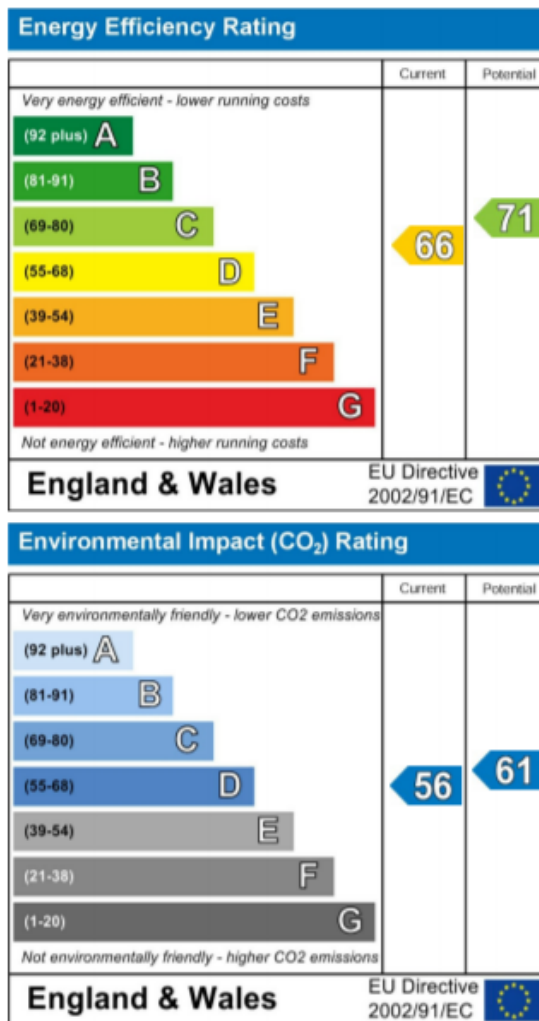 Energy Efficiency Rating
Current Potential
Very energy efficient - lower running costs
(92 plus) A
(81-91) B
(69-80) C
(55-68) D
(39-54) E
(21-38) F
(1-20) G
66
71
Not energy efficient - higher running costs
England & Wales
EU Directive
2002/91/EC
Environmental Impact (CO₂) Rating
Current Potential
Very environmentally friendly - lower CO2 emissions
(92 plus) A
(81-91) B
(69-80) C
(55-68) D
(39-54) E
(21-38) F
(1-20) G
56
61
Not environmentally friendly - higher CO2 emissions
England & Wales
EU Directive
2002/91/EC